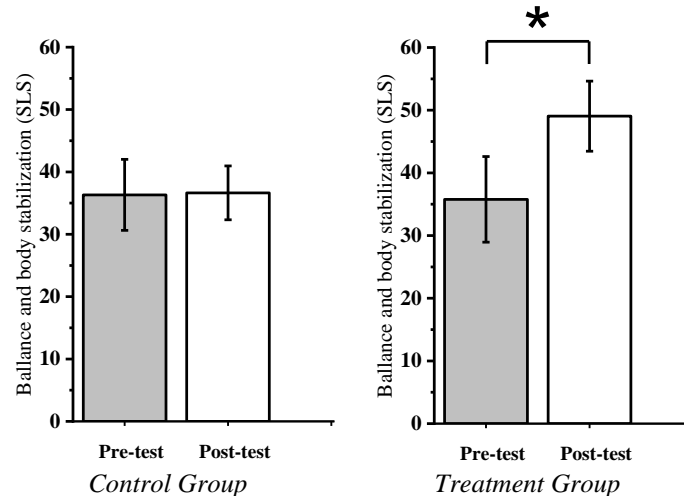 *
Ballance and body stabilization (SLS)
60
50
40
30
20
10
0
Pre-test Post-test
Control Group
Ballance and body stabilization (SLS)
60
50
40
30
20
10
0
Pre-test Post-test
Treatment Group